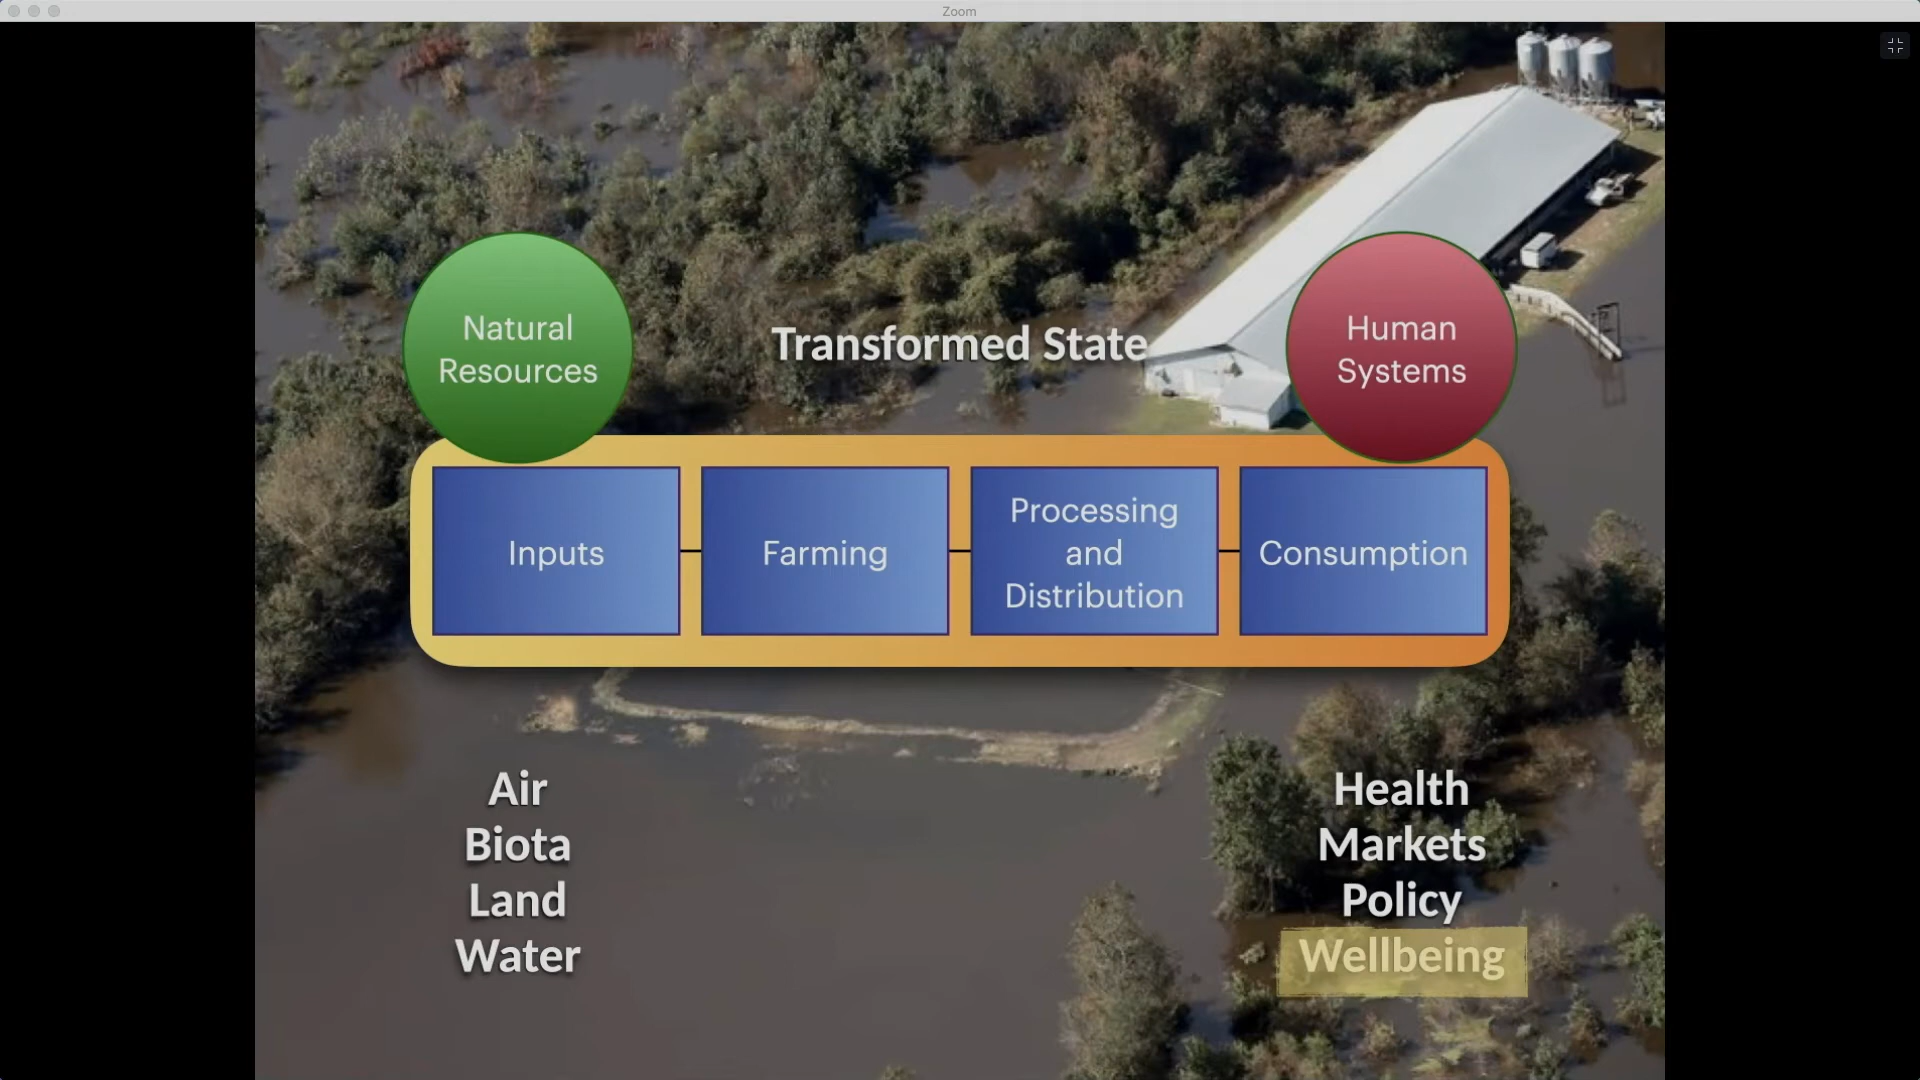 Zoom
Natural
Resources
Transformed State
Human
Systems
Inputs
Farming
Processing
and
Distribution
Consumption
Air
Biota
Land
Water
Health
Markets
Policy
Wellbeing